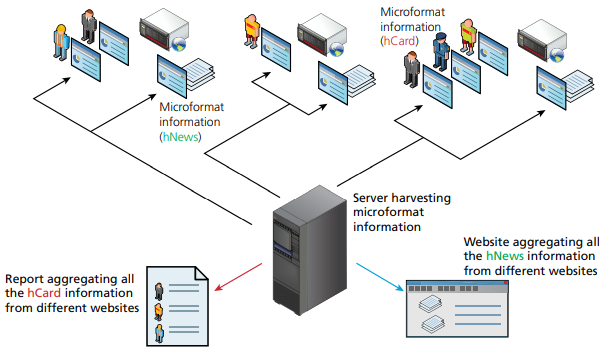 Microformat
information
(hCard)
Microformat
information
(hNews)
Server harvesting
microformat
information
Website aggregating all
the hNews information
from different websites
Report aggregating all
the hCard information
from different websites